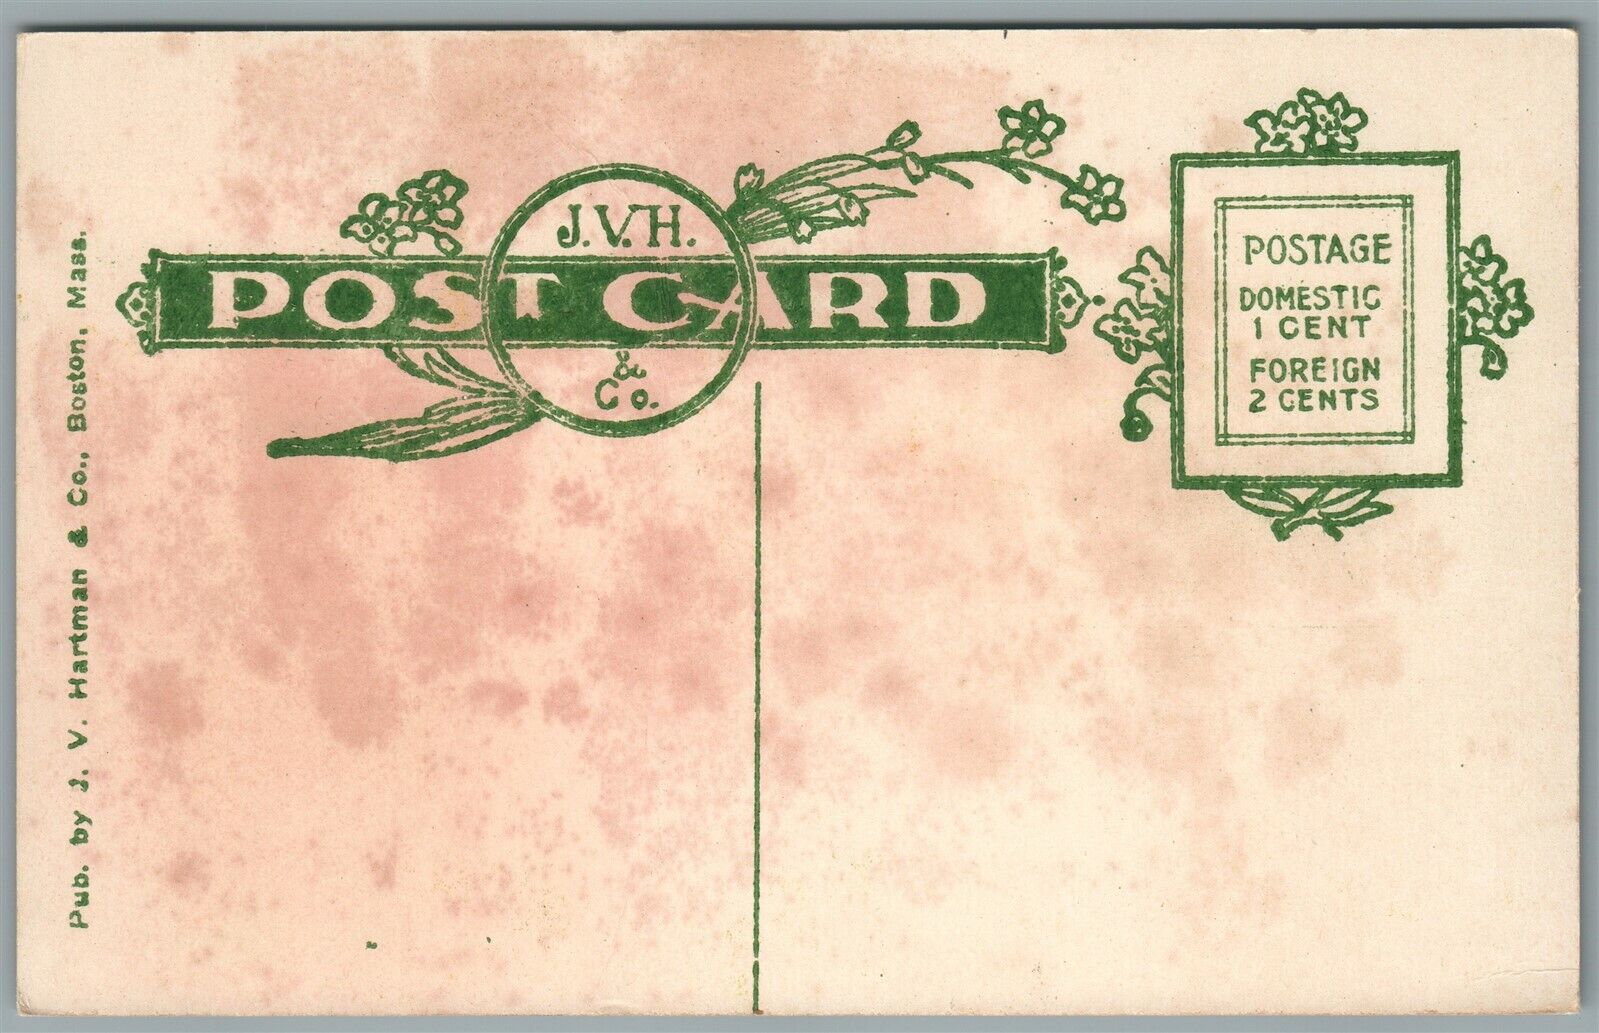 J.V.H.
POST CARD
&
Co.
POSTAGE
DOMESTIC
1 CENT
FOREIGN
2 CENTS
Pub. by J. V. Hartman & Co., Boston, Mass.